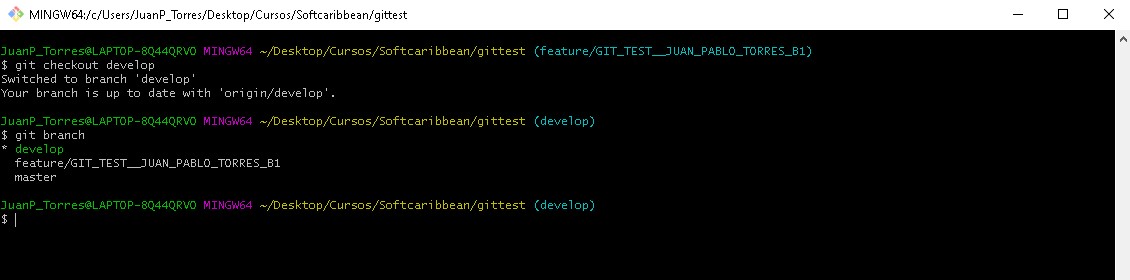 MINGW64:/c/Users/JuanP_Torres/Desktop/Cursos/Softcaribbean/gittest
JuanP_Torres@LAPTOP-8Q44QRVO MINGW64 ~/Desktop/Cursos/Softcaribbean/gittest (feature/GIT_TEST__JUAN_PABLO_TORRES_B1)
$ git checkout develop
Switched to branch 'develop'
Your branch is up to date with 'origin/develop'.
JuanP_Torres@LAPTOP-8Q44QRVO MINGW64 ~/Desktop/Cursos/Softcaribbean/gittest (develop)
$ git branch
* develop
  feature/GIT_TEST__JUAN_PABLO_TORRES_B1
  master
JuanP_Torres@LAPTOP-8Q44QRVO MINGW64 ~/Desktop/Cursos/Softcaribbean/gittest (develop)
$